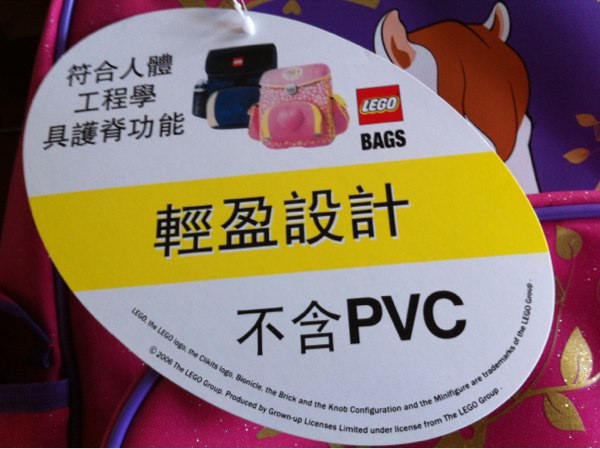 符合人體
工程學
具護脊功能
LEGO
BAGS
輕盈設計
不含PVC
LEGO, the LEGO logo, the Clikits logo, Bionicle, the Brick and the Knob Configuration and the Minifigure are trademarks of the LEGO Group.
© 2006 The LEGO Group. Produced by Grown-up Licenses Limited under license from The LEGO Group.